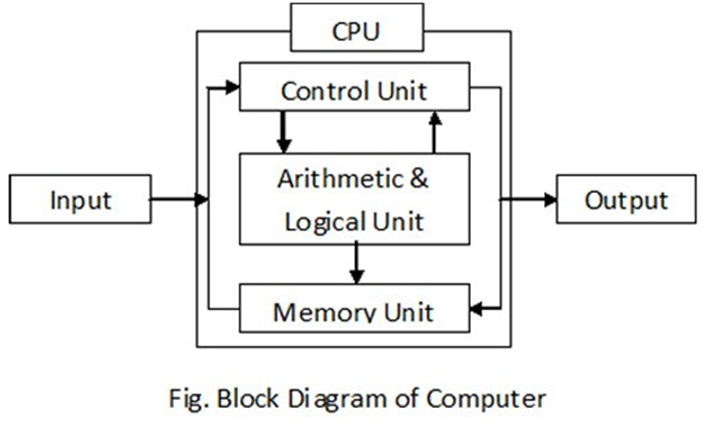 CPU
Control Unit
Arithmetic &
Logical Unit
Input
Output
Memory Unit
Fig. Block Diagram of Computer